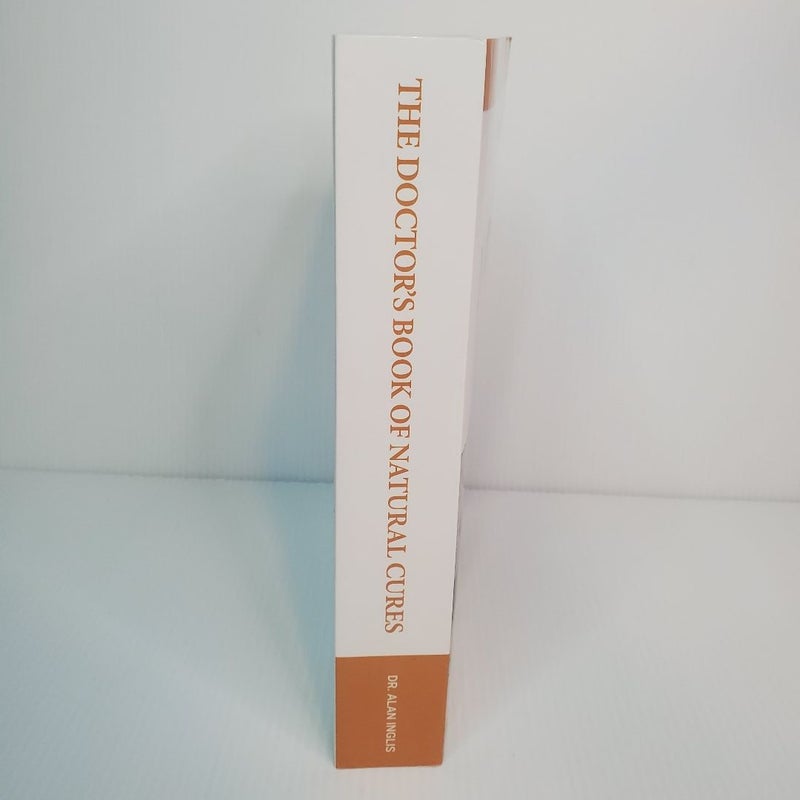 THE DOCTOR'S BOOK OF NATURAL CURES
DR. ALAN INGLIS